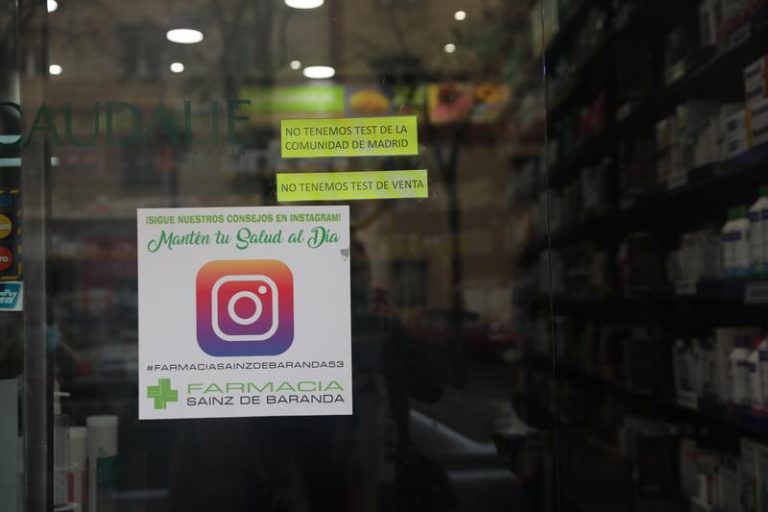 CAUDALIE
NO TENEMOS TEST DE LA
COMUNIDAD DE MADRID
NO TENEMOS TEST DE VENTA
¡SIGUE NUESTROS CONSEJOS EN INSTAGRAM!
Mantén tu Salud al Día
#FARMACIASAINZDEBARANDA53
FARMACIA
SAINZ DE BARANDA